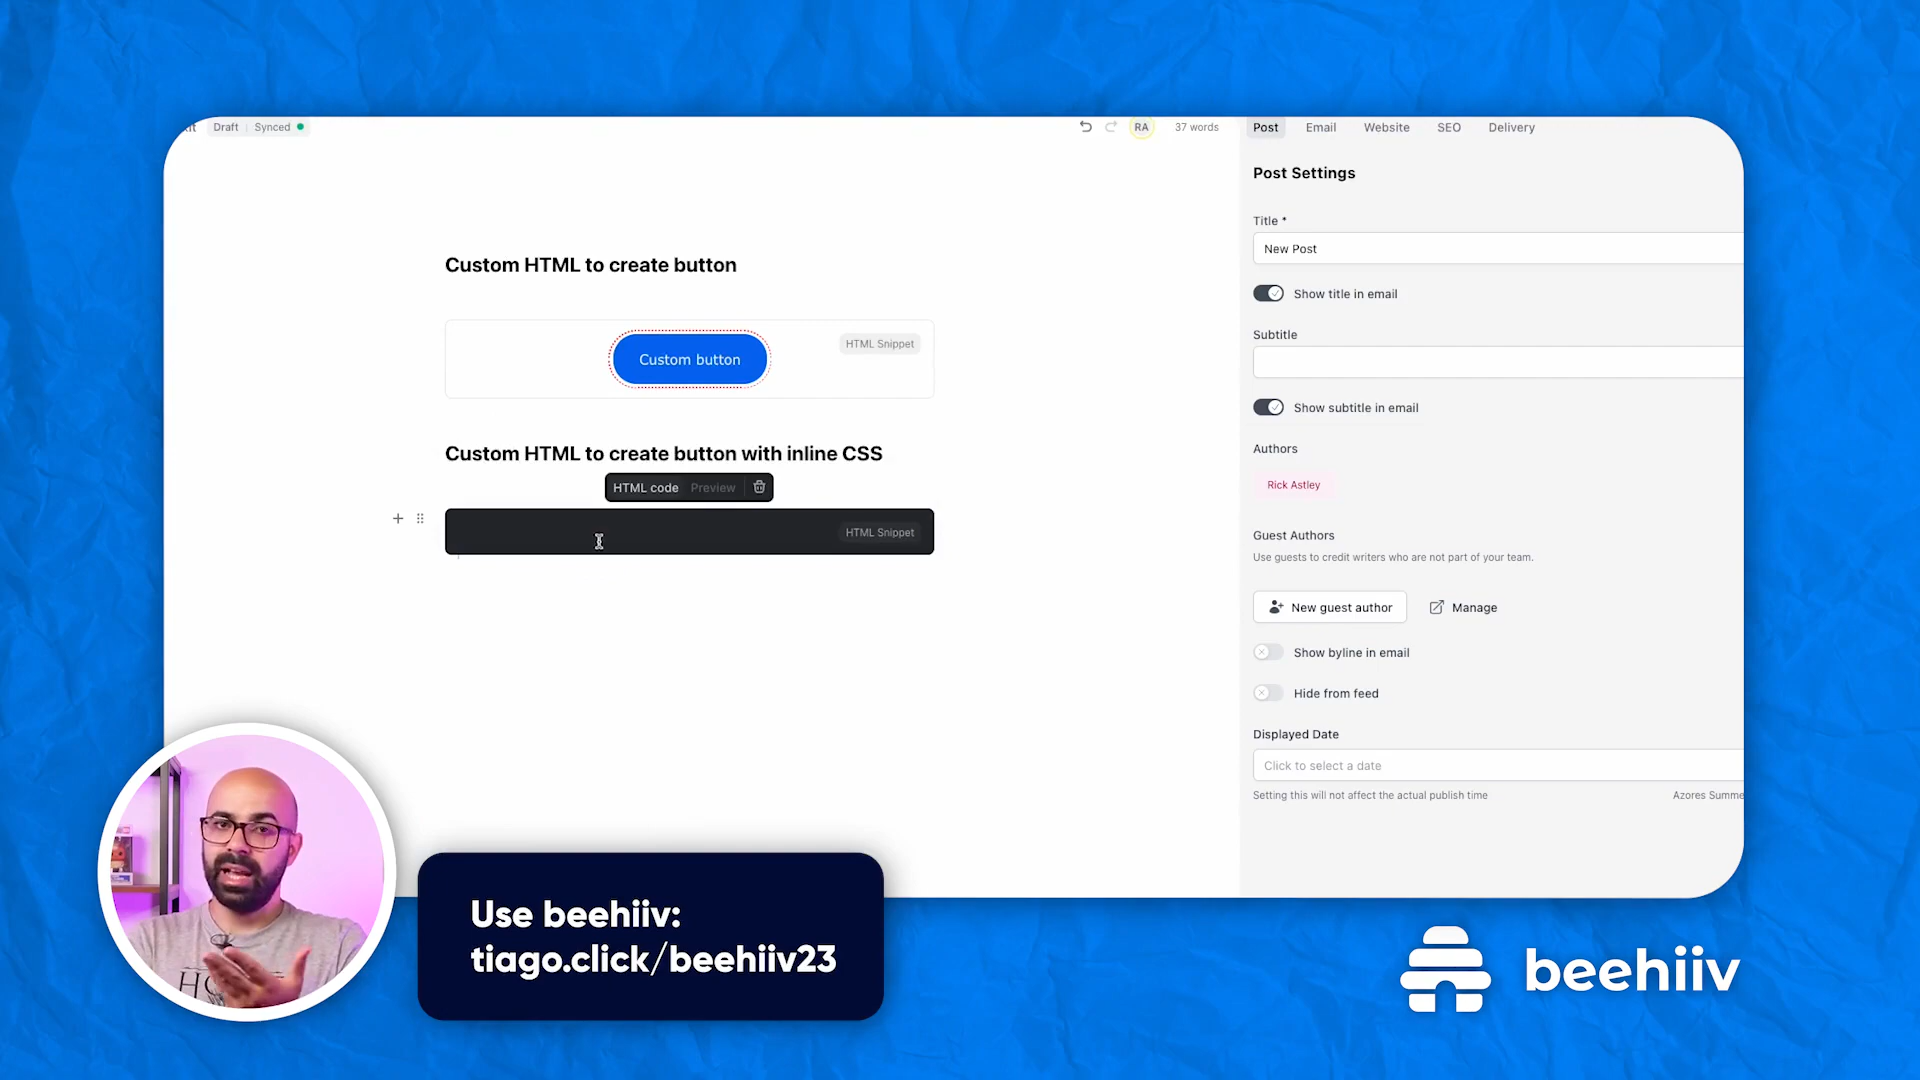 Draft
Synced
RA
37 words
Post
Email
Website
SEO
Delivery
Post Settings
Title *
New Post
Show title in email
Subtitle
Show subtitle in email
Authors
Rick Astley
Guest Authors
Use guests to credit writers who are not part of your team.
New guest author
Manage
Show byline in email
Hide from feed
Displayed Date
Click to select a date
Setting this will not affect the actual publish time
Azores Summe
Custom HTML to create button
Custom button
HTML Snippet
Custom HTML to create button with inline CSS
HTML code
Preview
HTML Snippet
Use beehiiv:
tiago.click/beehiiv23
beehiiv